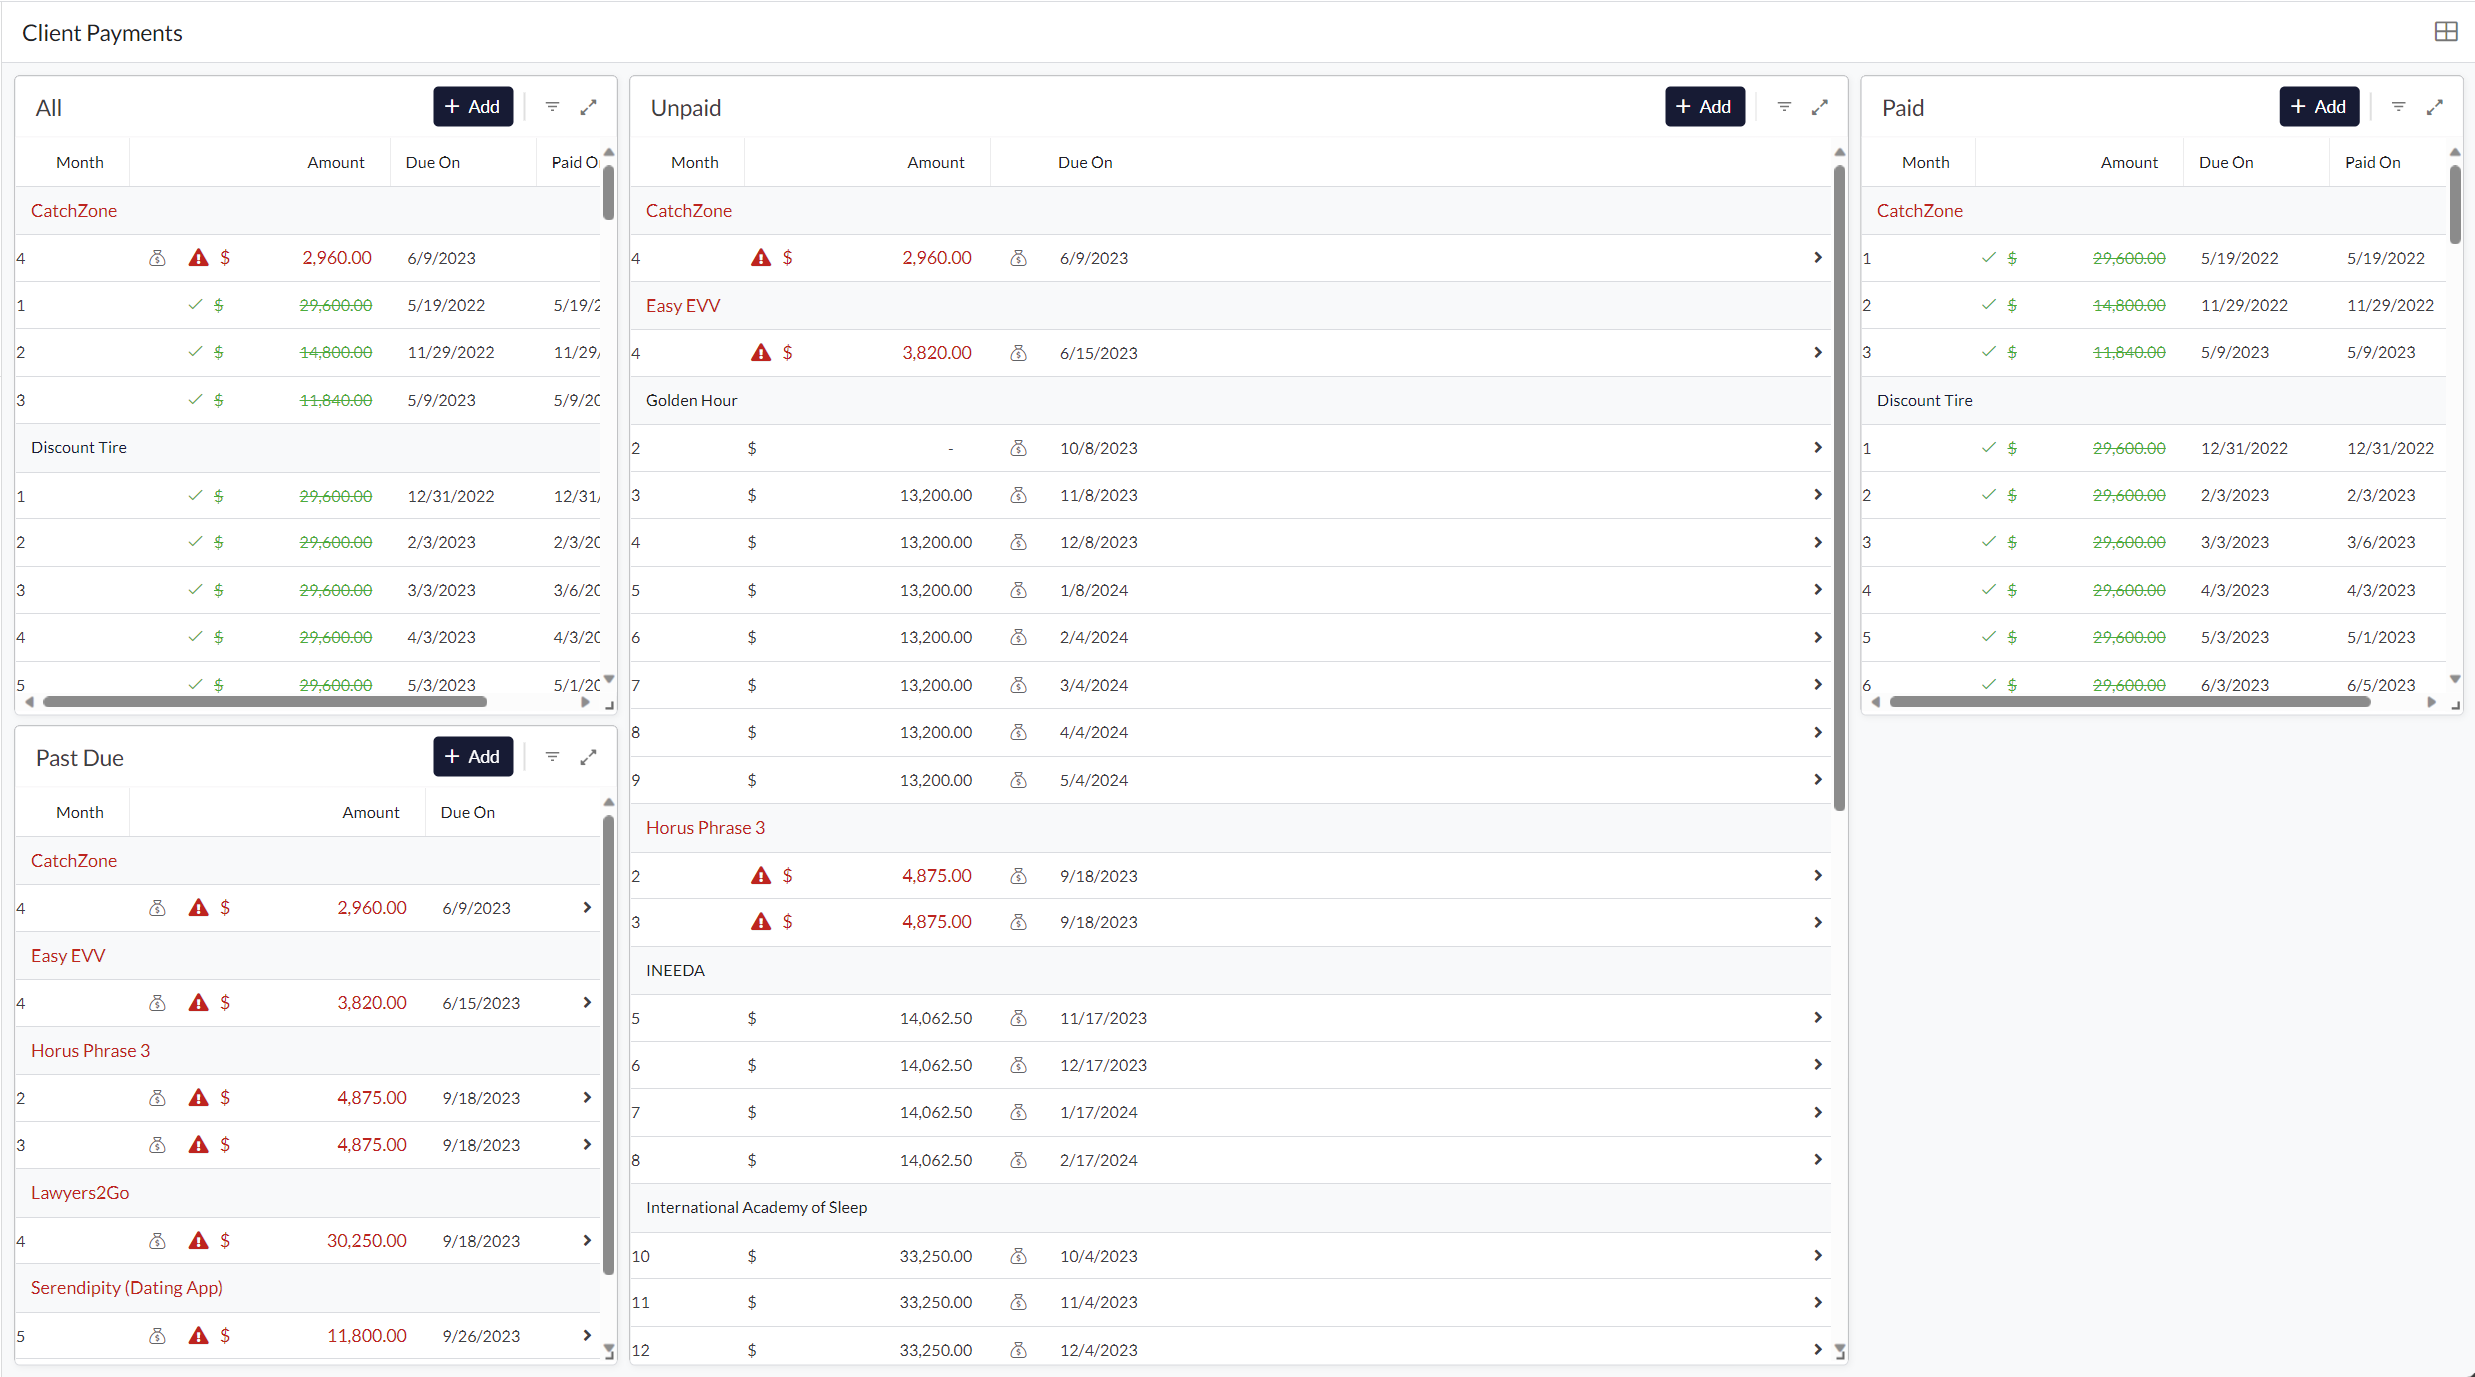 Client Payments
All
+ Add
Month Amount Due On Paid O
CatchZone
4 $ 2,960.00 6/9/2023
1 $ 29,600.00 5/19/2022 5/19/2
2 $ 14,800.00 11/29/2022 11/29/
3 $ 11,840.00 5/9/2023 5/9/20
Discount Tire
1 $ 29,600.00 12/31/2022 12/31/
2 $ 29,600.00 2/3/2023 2/3/20
3 $ 29,600.00 3/3/2023 3/6/20
4 $ 29,600.00 4/3/2023 4/3/20
5 $ 29,600.00 5/3/2023 5/1/20
Past Due
+ Add
Month Amount Due On
CatchZone
4 $ 2,960.00 6/9/2023
Easy EVV
4 $ 3,820.00 6/15/2023
Horus Phrase 3
2 $ 4,875.00 9/18/2023
3 $ 4,875.00 9/18/2023
Lawyers2Go
4 $ 30,250.00 9/18/2023
Serendipity (Dating App)
5 $ 11,800.00 9/26/2023
Unpaid
+ Add
Month Amount Due On
CatchZone
4 $ 2,960.00 6/9/2023
Easy EVV
4 $ 3,820.00 6/15/2023
Golden Hour
2 $ - 10/8/2023
3 $ 13,200.00 11/8/2023
4 $ 13,200.00 12/8/2023
5 $ 13,200.00 1/8/2024
6 $ 13,200.00 2/4/2024
7 $ 13,200.00 3/4/2024
8 $ 13,200.00 4/4/2024
9 $ 13,200.00 5/4/2024
Horus Phrase 3
2 $ 4,875.00 9/18/2023
3 $ 4,875.00 9/18/2023
INEEDA
5 $ 14,062.50 11/17/2023
6 $ 14,062.50 12/17/2023
7 $ 14,062.50 1/17/2024
8 $ 14,062.50 2/17/2024
International Academy of Sleep
10 $ 33,250.00 10/4/2023
11 $ 33,250.00 11/4/2023
12 $ 33,250.00 12/4/2023
Paid
+ Add
Month Amount Due On Paid On
CatchZone
1 $ 29,600.00 5/19/2022 5/19/2022
2 $ 14,800.00 11/29/2022 11/29/2022
3 $ 11,840.00 5/9/2023 5/9/2023
Discount Tire
1 $ 29,600.00 12/31/2022 12/31/2022
2 $ 29,600.00 2/3/2023 2/3/2023
3 $ 29,600.00 3/3/2023 3/6/2023
4 $ 29,600.00 4/3/2023 4/3/2023
5 $ 29,600.00 5/3/2023 5/1/2023
6 $ 29,600.00 6/3/2023 6/5/2023